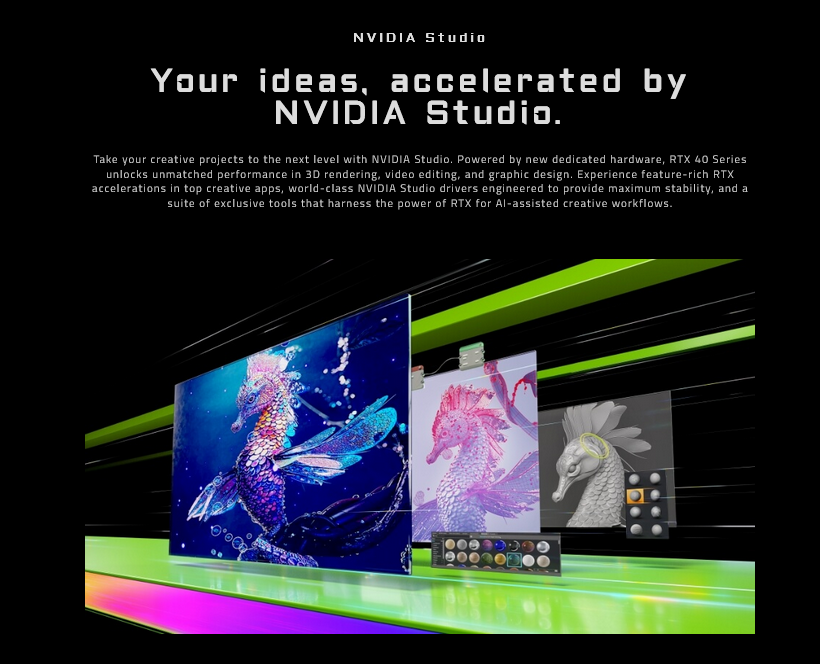 NVIDIA Studio
Your ideas, accelerated by
NVIDIA Studio.
Take your creative projects to the next level with NVIDIA Studio. Powered by new dedicated hardware, RTX 40 Series
unlocks unmatched performance in 3D rendering, video editing, and graphic design. Experience feature-rich RTX
accelerations in top creative apps, world-class NVIDIA Studio drivers engineered to provide maximum stability, and a
suite of exclusive tools that harness the power of RTX for AI-assisted creative workflows.